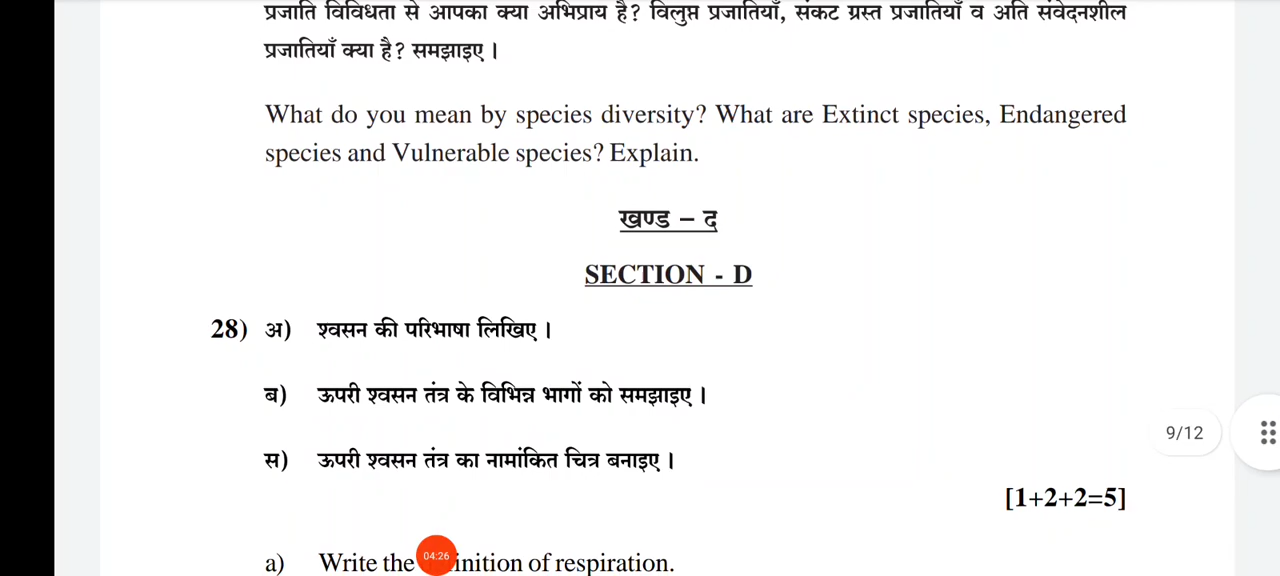 प्रजाति विविधता से आपका क्या अभिप्राय है? विलुप्त प्रजातियाँ, संकट ग्रस्त प्रजातियाँ व अति संवेदनशील
प्रजातियाँ क्या है? समझाइए।
What do you mean by species diversity? What are Extinct species, Endangered
species and Vulnerable species? Explain.
खण्ड – द
SECTION - D
28) अ) श्वसन की परिभाषा लिखिए।
ब) ऊपरी श्वसन तंत्र के विभिन्न भागों को समझाइए।
9/12
स) ऊपरी श्वसन तंत्र का नामांकित चित्र बनाइए।
[1+2+2=5]
04:26
a) Write the inition of respiration.